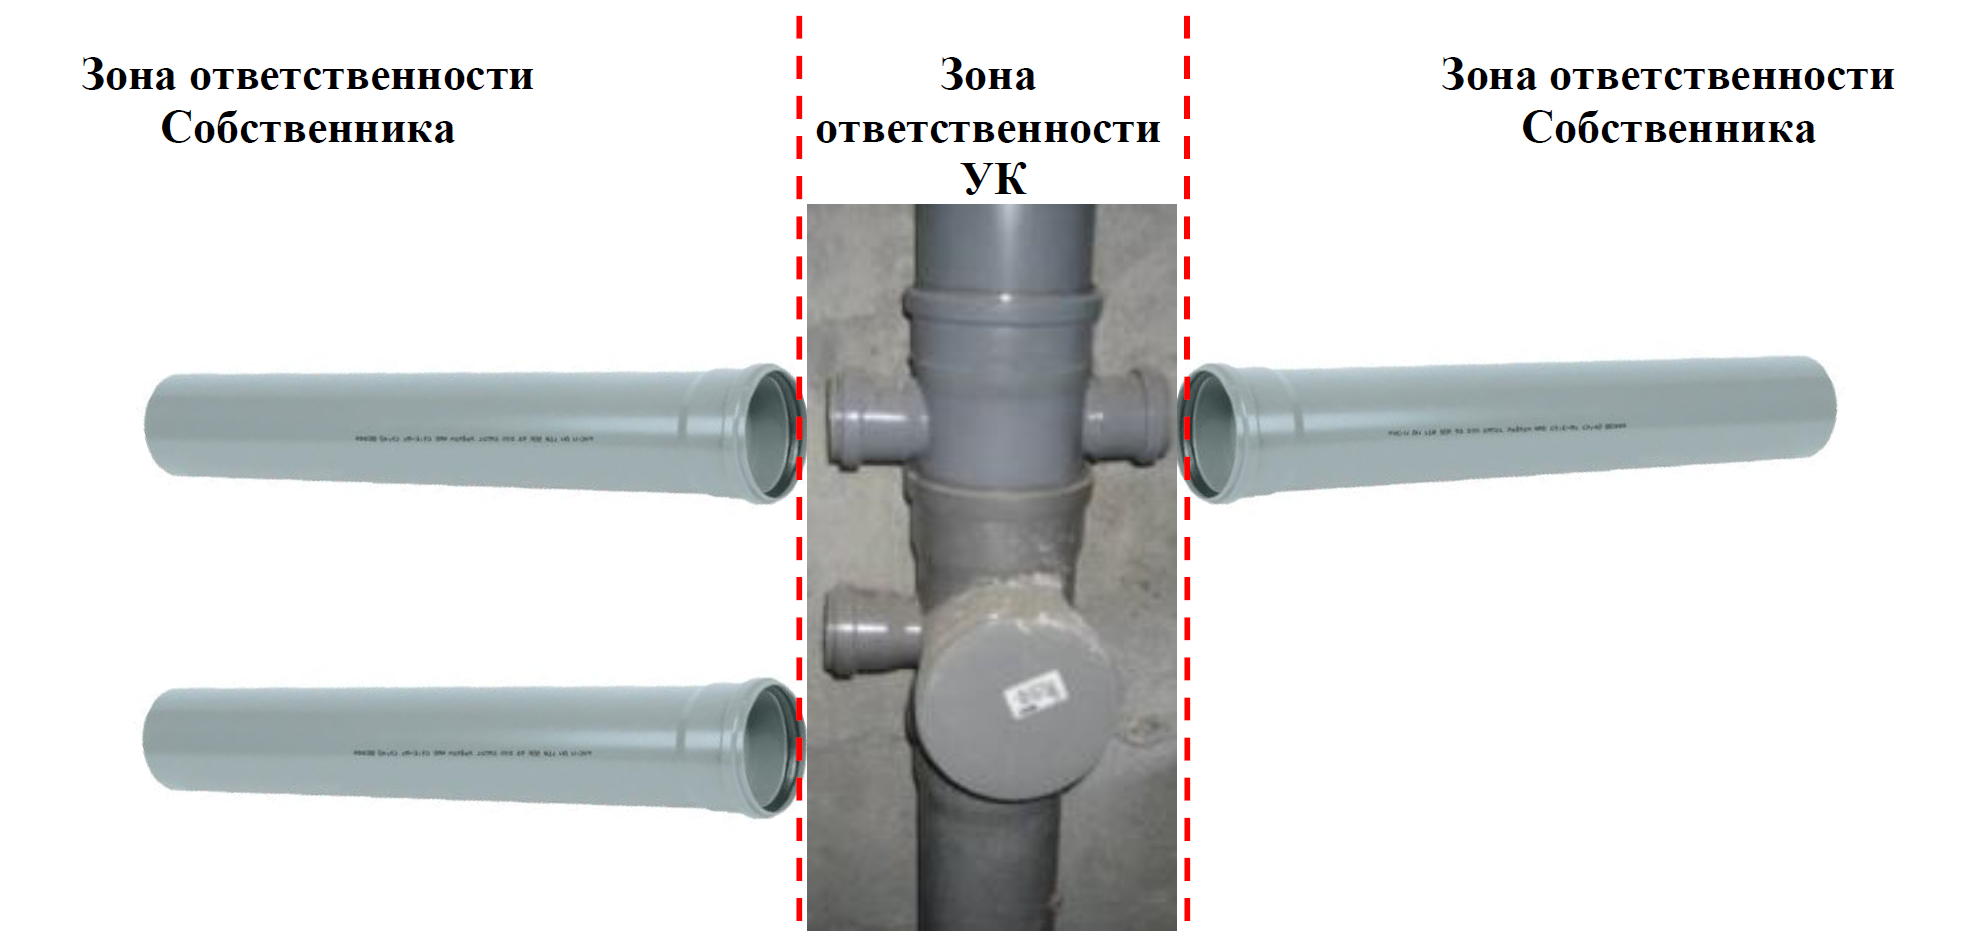 Зона ответственности
Собственника
Зона
ответственности
УК
Зона ответственности
Собственника